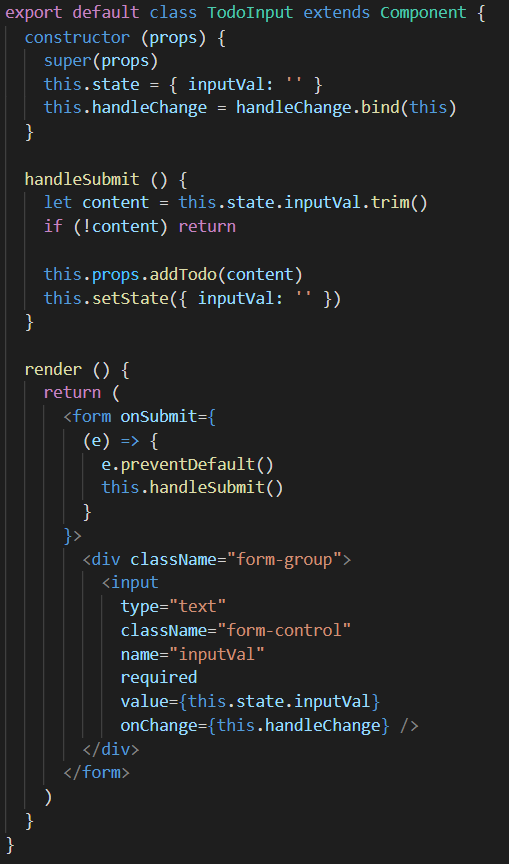 export default class TodoInput extends Component {
  constructor (props) {
    super(props)
    this.state = { inputVal: '' }
    this.handleChange = handleChange.bind(this)
  }

  handleSubmit () {
    let content = this.state.inputVal.trim()
    if (!content) return

    this.props.addTodo(content)
    this.setState({ inputVal: '' })
  }

  render () {
    return (
      <form onSubmit={
        (e) => {
          e.preventDefault()
          this.handleSubmit()
        }
      }>
        <div className="form-group">
          <input
            type="text"
            className="form-control"
            name="inputVal"
            required
            value={this.state.inputVal}
            onChange={this.handleChange} />
        </div>
      </form>
    )
  }
}